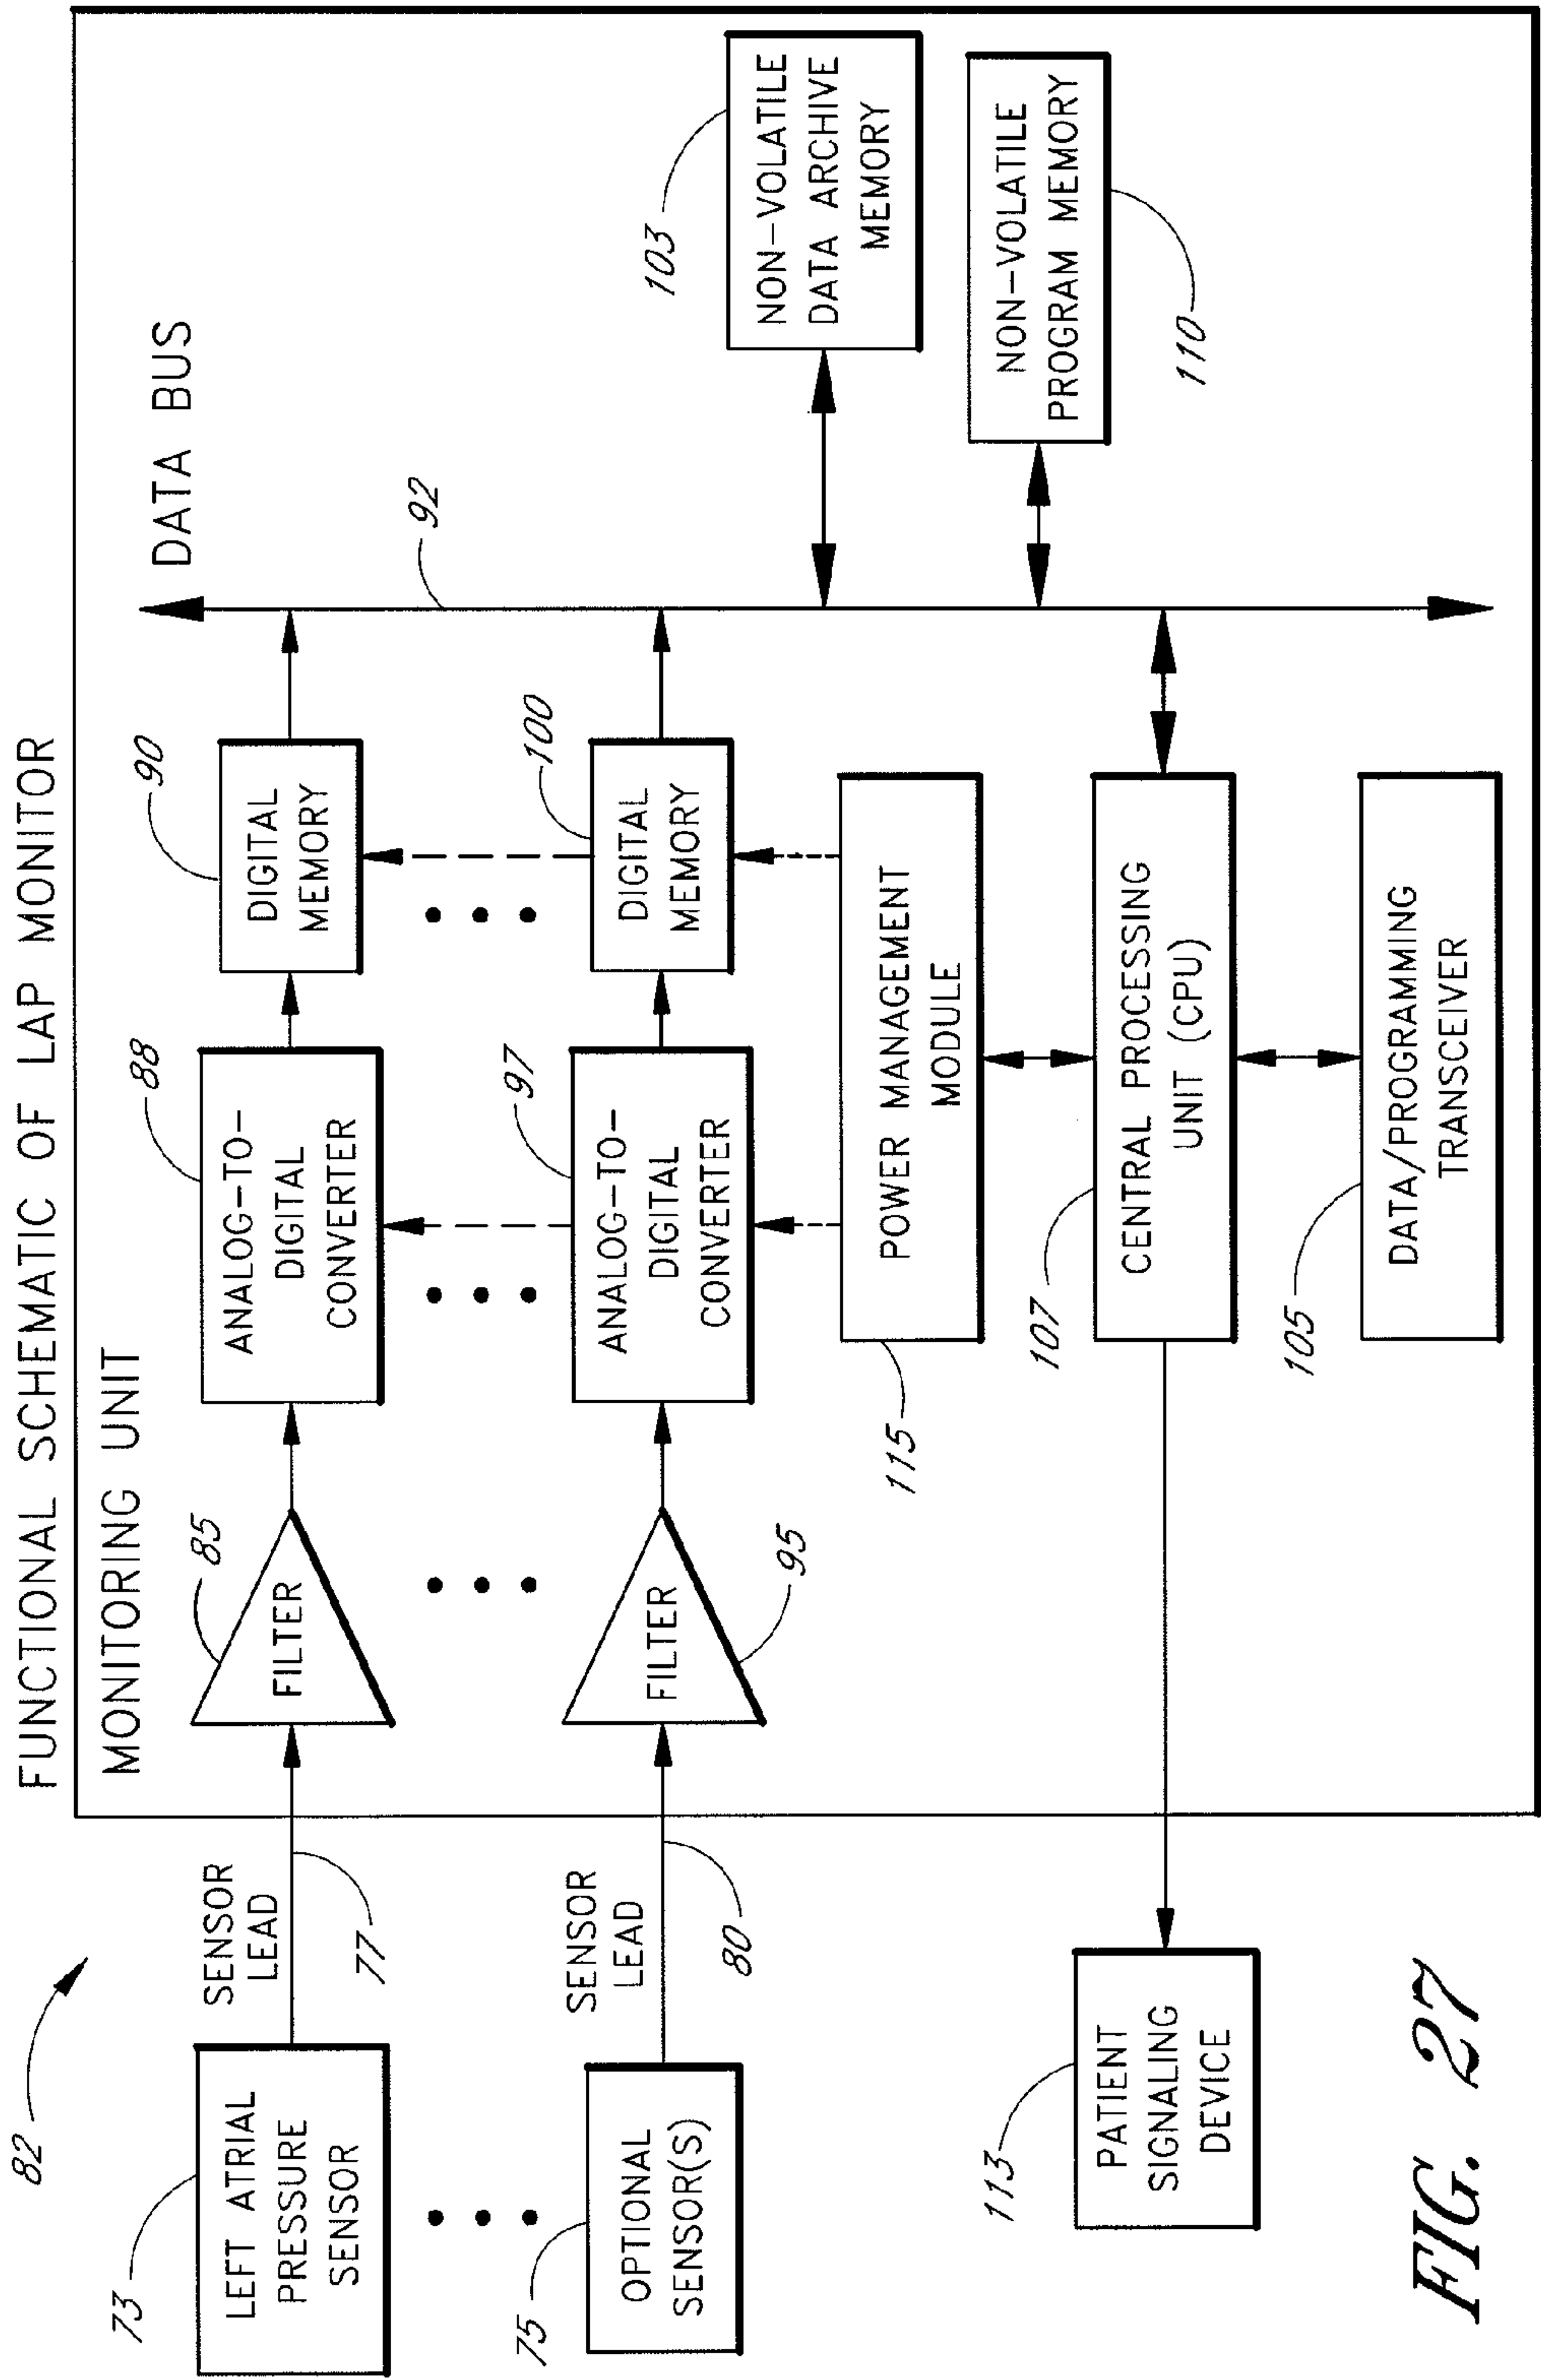 FUNCTIONAL SCHEMATIC OF LAP MONITOR
82
MONITORING UNIT
DATA BUS
73
LEFT ATRIAL
PRESSURE
SENSOR
SENSOR
LEAD
77
85
FILTER
88
ANALOG-TO-
DIGITAL
CONVERTER
90
DIGITAL
MEMORY
92
75
OPTIONAL
SENSOR(S)
SENSOR
LEAD
80
FILTER
95
97
ANALOG-TO-
DIGITAL
CONVERTER
100
DIGITAL
MEMORY
103
NON-VOLATILE
DATA ARCHIVE
MEMORY
115
POWER MANAGEMENT
MODULE
NON-VOLATILE
PROGRAM MEMORY
110
113
PATIENT
SIGNALING
DEVICE
107
CENTRAL PROCESSING
UNIT (CPU)
105
DATA/PROGRAMMING
TRANSCEIVER
FIG. 27